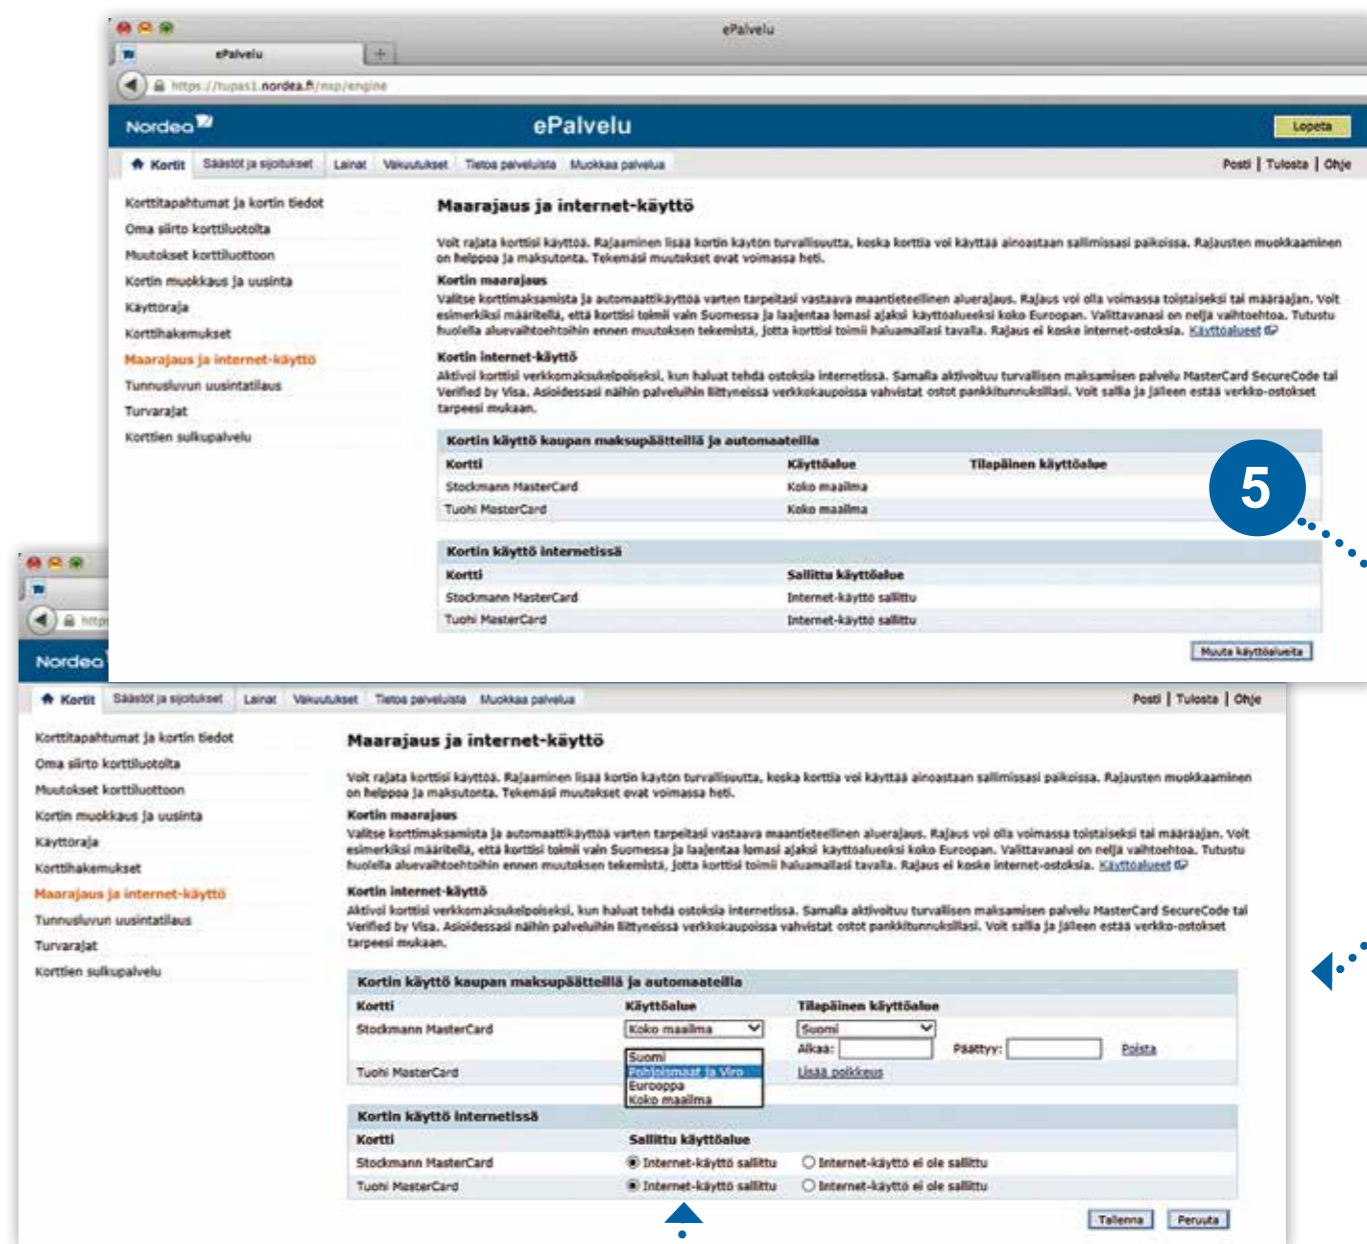 ePalvelu
ePalvelu
https://tupas1.nordea.fi/nsp/engine
Nordea
ePalvelu
Lopeta
Kortit Säästöt ja sijoitukset Lainat Vakuutukset Tietoa palveluista Muokkaa palvelua
Posti | Tulosta | Ohje
Korttitapahtumat ja kortin tiedot
Oma siirto korttiluotolta
Muutokset korttiluottoon
Kortin muokkaus ja uusinta
Käyttöraja
Korttihakemukset
Maarajaus ja internet-käyttö
Tunnusluvun uusintatilaus
Turvarajat
Korttien sulkupalvelu
Maarajaus ja internet-käyttö
Voit rajata korttisi käyttöä. Rajaaminen lisää kortin käytön turvallisuutta, koska korttia voi käyttää ainoastaan sallimissasi paikoissa. Rajausten muokkaaminen
on helppoa ja maksutonta. Tekemäsi muutokset ovat voimassa heti.
Kortin maarajaus
Valitse korttimaksamista ja automaattikäyttöä varten tarpeitasi vastaava maantieteellinen aluerajaus. Rajaus voi olla voimassa toistaiseksi tai määräajan. Voit
esimerkiksi määritellä, että korttisi toimii vain Suomessa ja laajentaa lomasi ajaksi käyttöalueeksi koko Euroopan. Valittavanasi on neljä vaihtoehtoa. Tutustu
huolella aluevaihtoehtoihin ennen muutoksen tekemistä, jotta korttisi toimii haluamallasi tavalla. Rajaus ei koske internet-ostoksia. Käyttöalueet
Kortin internet-käyttö
Aktivoi korttisi verkkomaksukelpoiseksi, kun haluat tehdä ostoksia internetissä. Samalla aktivoituu turvallisen maksamisen palvelu MasterCard SecureCode tai
Verified by Visa. Asioidessasi näihin palveluihin liittyneissä verkkokaupoissa vahvistat ostot pankkitunnuksillasi. Voit sallia ja jälleen estää verkko-ostokset
tarpeesi mukaan.
Kortin käyttö kaupan maksupäätteillä ja automaateilla
Kortti Käyttöalue Tilapäinen käyttöalue
Stockmann MasterCard Koko maailma
Tuohi MasterCard Koko maailma
5
Kortin käyttö internetissä
Kortti Sallittu käyttöalue
Stockmann MasterCard Internet-käyttö sallittu
Tuohi MasterCard Internet-käyttö sallittu
Muuta käyttöalueita
http
Nordea
Kortit Säästöt ja sijoitukset Lainat Vakuutukset Tietoa palveluista Muokkaa palvelua
Posti | Tulosta | Ohje
Korttitapahtumat ja kortin tiedot
Oma siirto korttiluotolta
Muutokset korttiluottoon
Kortin muokkaus ja uusinta
Käyttöraja
Korttihakemukset
Maarajaus ja internet-käyttö
Tunnusluvun uusintatilaus
Turvarajat
Korttien sulkupalvelu
Maarajaus ja internet-käyttö
Voit rajata korttisi käyttöä. Rajaaminen lisää kortin käytön turvallisuutta, koska korttia voi käyttää ainoastaan sallimissasi paikoissa. Rajausten muokkaaminen
on helppoa ja maksutonta. Tekemäsi muutokset ovat voimassa heti.
Kortin maarajaus
Valitse korttimaksamista ja automaattikäyttöä varten tarpeitasi vastaava maantieteellinen aluerajaus. Rajaus voi olla voimassa toistaiseksi tai määräajan. Voit
esimerkiksi määritellä, että korttisi toimii vain Suomessa ja laajentaa lomasi ajaksi käyttöalueeksi koko Euroopan. Valittavanasi on neljä vaihtoehtoa. Tutustu
huolella aluevaihtoehtoihin ennen muutoksen tekemistä, jotta korttisi toimii haluamallasi tavalla. Rajaus ei koske internet-ostoksia. Käyttöalueet
Kortin internet-käyttö
Aktivoi korttisi verkkomaksukelpoiseksi, kun haluat tehdä ostoksia internetissä. Samalla aktivoituu turvallisen maksamisen palvelu MasterCard SecureCode tai
Verified by Visa. Asioidessasi näihin palveluihin liittyneissä verkkokaupoissa vahvistat ostot pankkitunnuksillasi. Voit sallia ja jälleen estää verkko-ostokset
tarpeesi mukaan.
Kortin käyttö kaupan maksupäätteillä ja automaateilla
Kortti Käyttöalue Tilapäinen käyttöalue
Stockmann MasterCard Koko maailma Suomi
Alkaa: Päättyy: Poista
Suomi
Pohjoismaat ja Viro
Eurooppa
Koko maailma
Tuohi MasterCard Lisää poikkeus
Kortin käyttö internetissä
Kortti Sallittu käyttöalue
Stockmann MasterCard Internet-käyttö sallittu Internet-käyttö ei ole sallittu
Tuohi MasterCard Internet-käyttö sallittu Internet-käyttö ei ole sallittu
Tallenna Peruuta